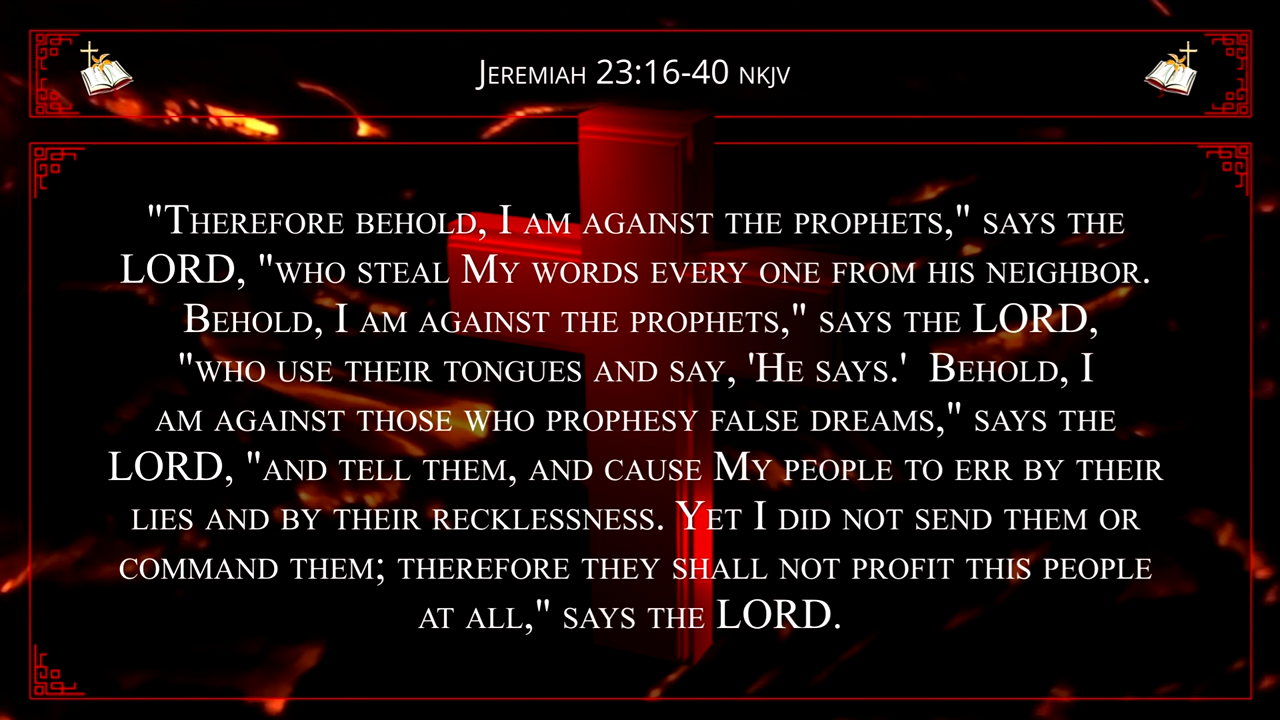 Jeremiah 23:16-40 nkjv
"Therefore behold, I am against the prophets," says the
LORD, "who steal My words every one from his neighbor.
Behold, I am against the prophets," says the LORD,
"who use their tongues and say, 'He says.'  Behold, I
am against those who prophesy false dreams," says the
LORD, "and tell them, and cause My people to err by their
lies and by their recklessness. Yet I did not send them or
command them; therefore they shall not profit this people
at all," says the LORD.